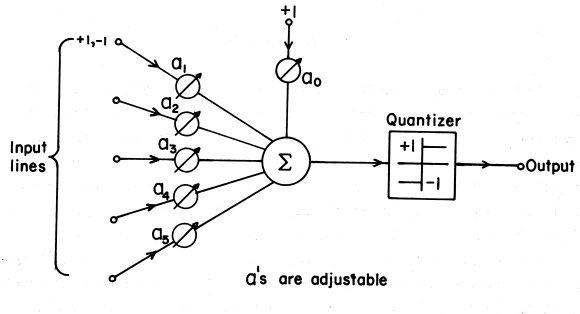 +1
+1,-1
a1
a0
a2
Quantizer
a3
+1
Input
lines
Σ
-1
Output
a4
a5
a's are adjustable